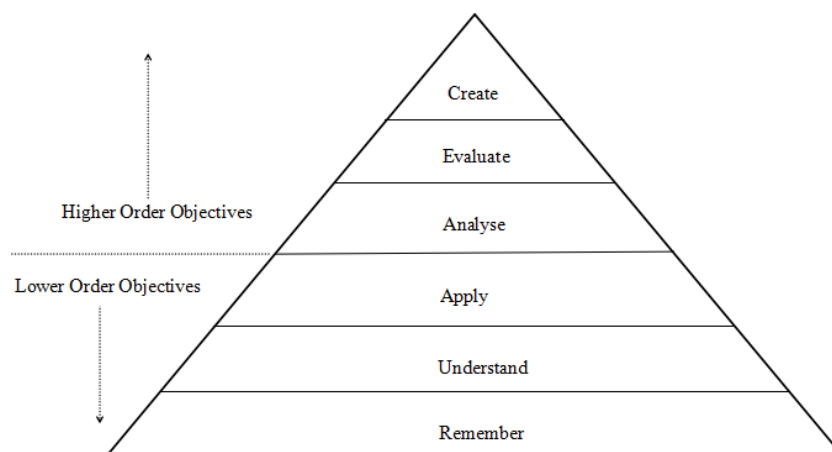 Create
Evaluate
Higher Order Objectives
Analyse
Lower Order Objectives
Apply
Understand
Remember